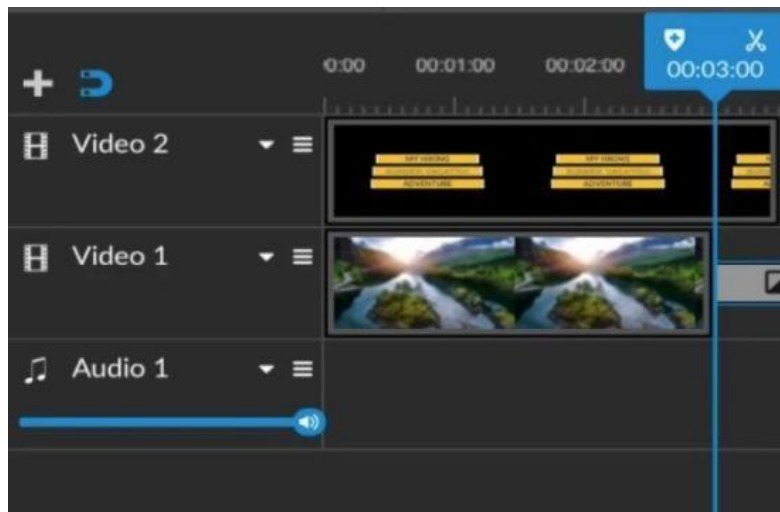 0:00 00:01:00 00:02:00 00:03:00
Video 2
MY HIKING MY HIKING
ADVENTURE ADVENTURE
Video 1
Audio 1